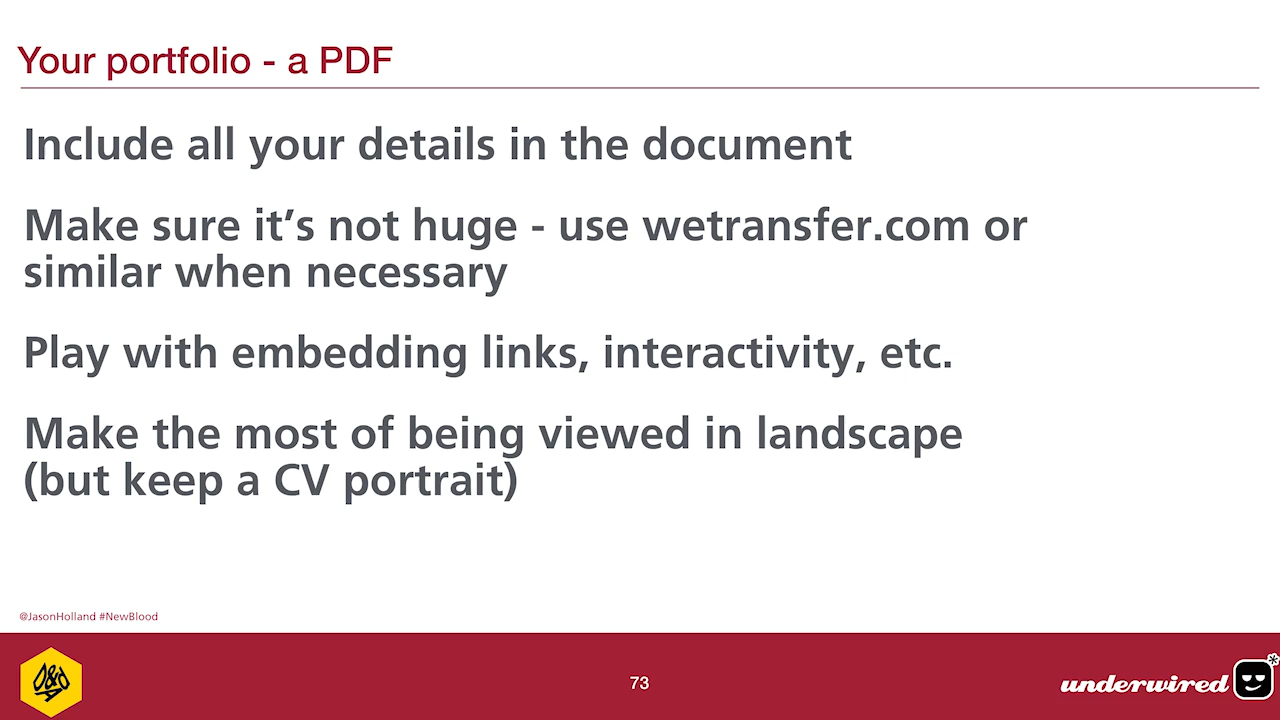 Your portfolio - a PDF
Include all your details in the document
Make sure it’s not huge - use wetransfer.com or
similar when necessary
Play with embedding links, interactivity, etc.
Make the most of being viewed in landscape
(but keep a CV portrait)
@JasonHolland #NewBlood
D&AD
73
underwired